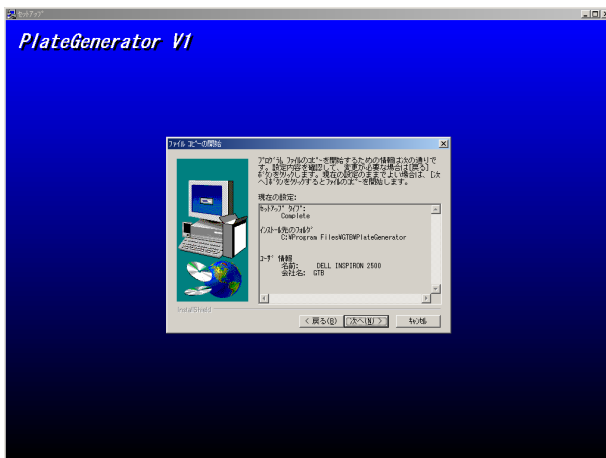 セットアップ
PlateGenerator V1
ファイル コピーの開始
プログラム ファイルのコピーを開始するための情報は次の通りで
す。設定内容を確認して、変更が必要な場合は[戻る]
ボタンをクリックします。現在の設定のままでよい場合は、[次
へ]ボタンをクリックするとファイルのコピーを開始します。
現在の設定:
セットアップ タイプ:
Complete
インストール先のフォルダ
C:¥Program Files¥GTB¥PlateGenerator
ユーザ 情報
名前: DELL INSPIRON 2500
会社名: GTB
InstallShield
< 戻る(B)
次へ(N) >
キャンセル